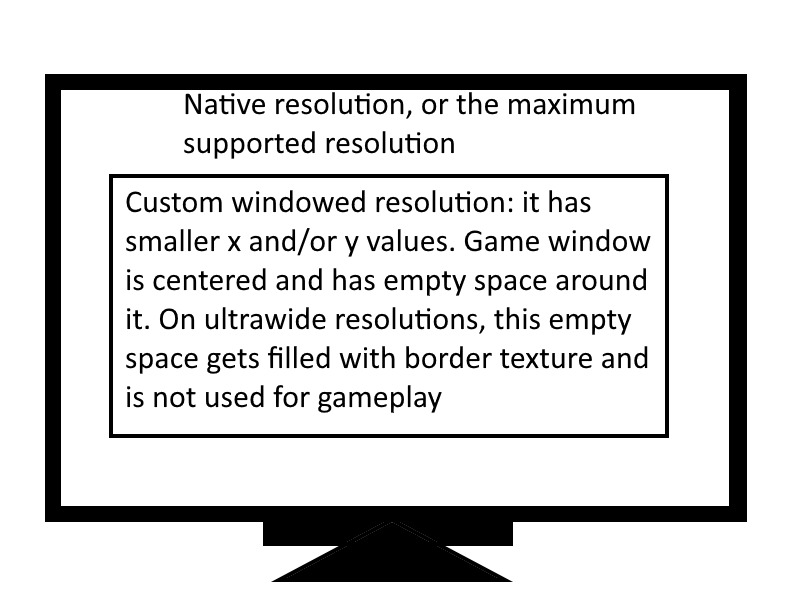 Native resolution, or the maximum
supported resolution
Custom windowed resolution: it has
smaller x and/or y values. Game window
is centered and has empty space around
it. On ultrawide resolutions, this empty
space gets filled with border texture and
is not used for gameplay